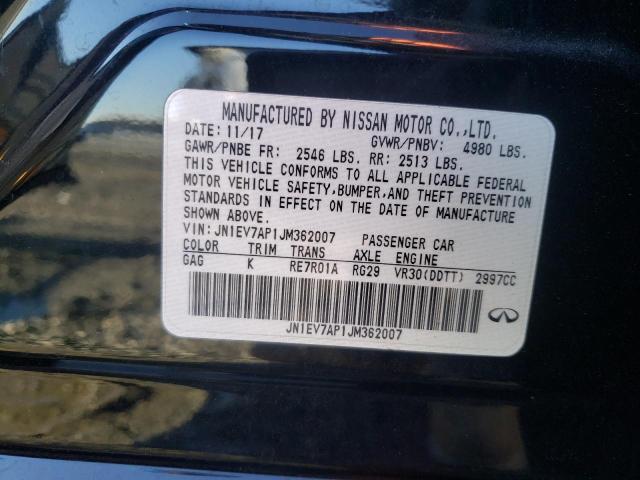 MANUFACTURED BY NISSAN MOTOR CO.,LTD.
DATE: 11/17 GVWR/PNBV: 4980 LBS.
GAWR/PNBE FR: 2546 LBS. RR: 2513 LBS.
THIS VEHICLE CONFORMS TO ALL APPLICABLE FEDERAL
MOTOR VEHICLE SAFETY,BUMPER,AND THEFT PREVENTION
STANDARDS IN EFFECT ON THE DATE OF MANUFACTURE
SHOWN ABOVE.
VIN: JN1EV7AP1JM362007 PASSENGER CAR
COLOR TRIM TRANS AXLE ENGINE
GAG K RE7R01A RG29 VR30(DDTT) 2997CC
JN1EV7AP1JM362007